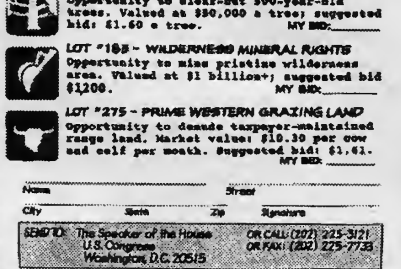 Opportunity to clear-cut 500-year-old
trees. Valued at $30,000 a tree; suggested
bid: $1.60 a tree. MY BID:
LOT #155 - WILDERNESS MINERAL RIGHTS
Opportunity to mine pristine wilderness
area. Valued at $1 billion+; suggested bid
$1,200. MY BID:
LOT #275 - PRIME WESTERN GRAZING LAND
Opportunity to denude taxpayer-maintained
range land. Market value: $10.30 per cow
and calf per month. Suggested bid: $1.61.
MY BID:
Name Street
City State Zip Signature
SEND TO: The Speaker of the House OR CALL: (202) 225-3121
U.S. Congress OR FAX: (202) 225-7733
Washington, D.C. 20515